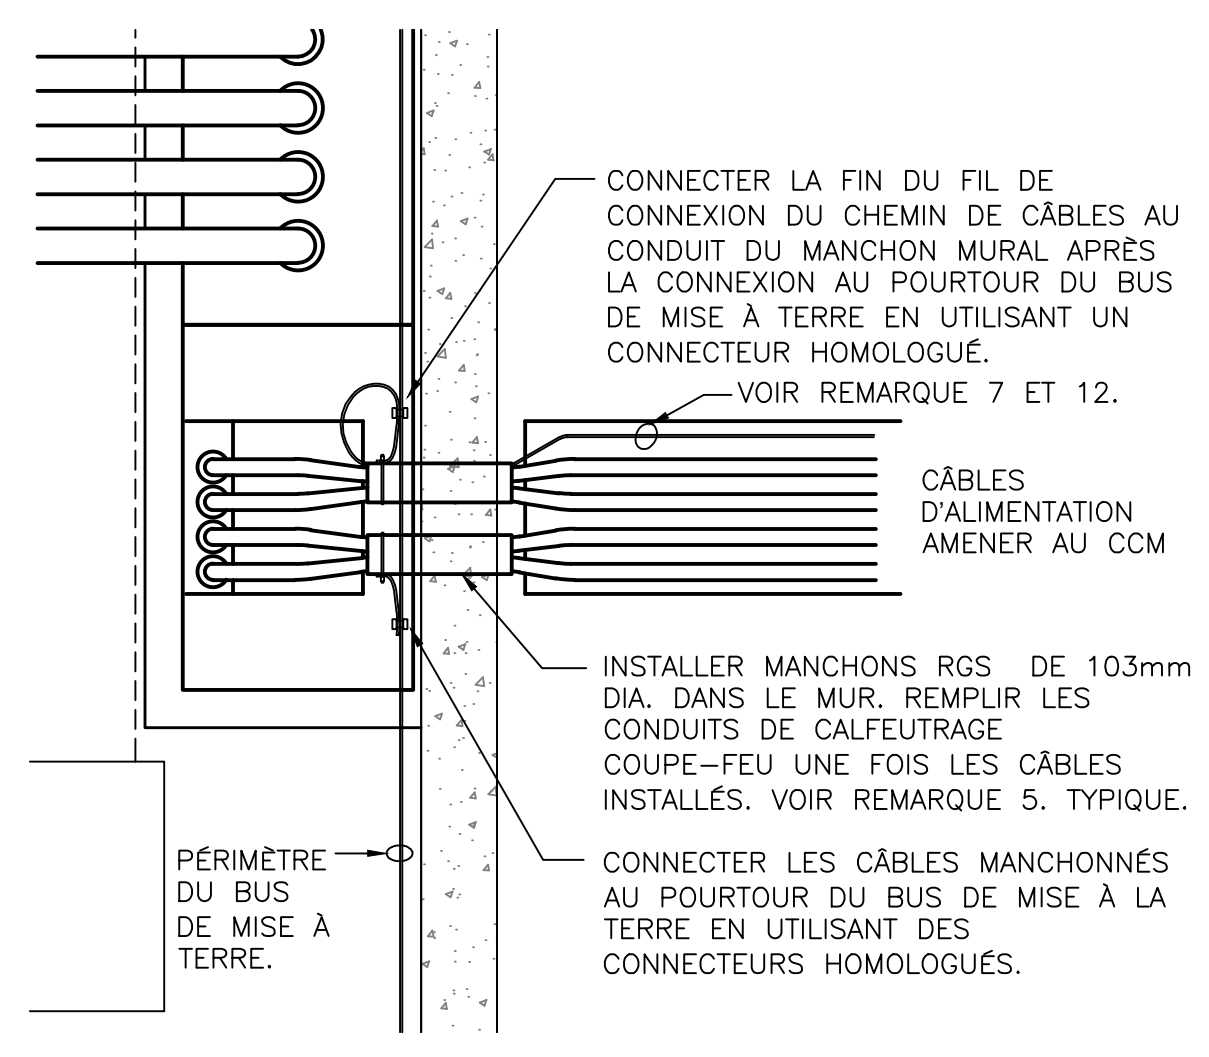 CONNECTER LA FIN DU FIL DE
CONNEXION DU CHEMIN DE CÂBLES AU
CONDUIT DU MANCHON MURAL APRÈS
LA CONNEXION AU POURTOUR DU BUS
DE MISE À TERRE EN UTILISANT UN
CONNECTEUR HOMOLOGUÉ.
VOIR REMARQUE 7 ET 12.
CÂBLES
D'ALIMENTATION
AMENER AU CCM
INSTALLER MANCHONS RGS DE 103mm
DIA. DANS LE MUR. REMPLIR LES
CONDUITS DE CALFEUTRAGE
COUPE-FEU UNE FOIS LES CÂBLES
INSTALLÉS. VOIR REMARQUE 5. TYPIQUE.
PÉRIMÈTRE
DU BUS
DE MISE À
TERRE.
CONNECTER LES CÂBLES MANCHONNÉS
AU POURTOUR DU BUS DE MISE À LA
TERRE EN UTILISANT DES
CONNECTEURS HOMOLOGUÉS.